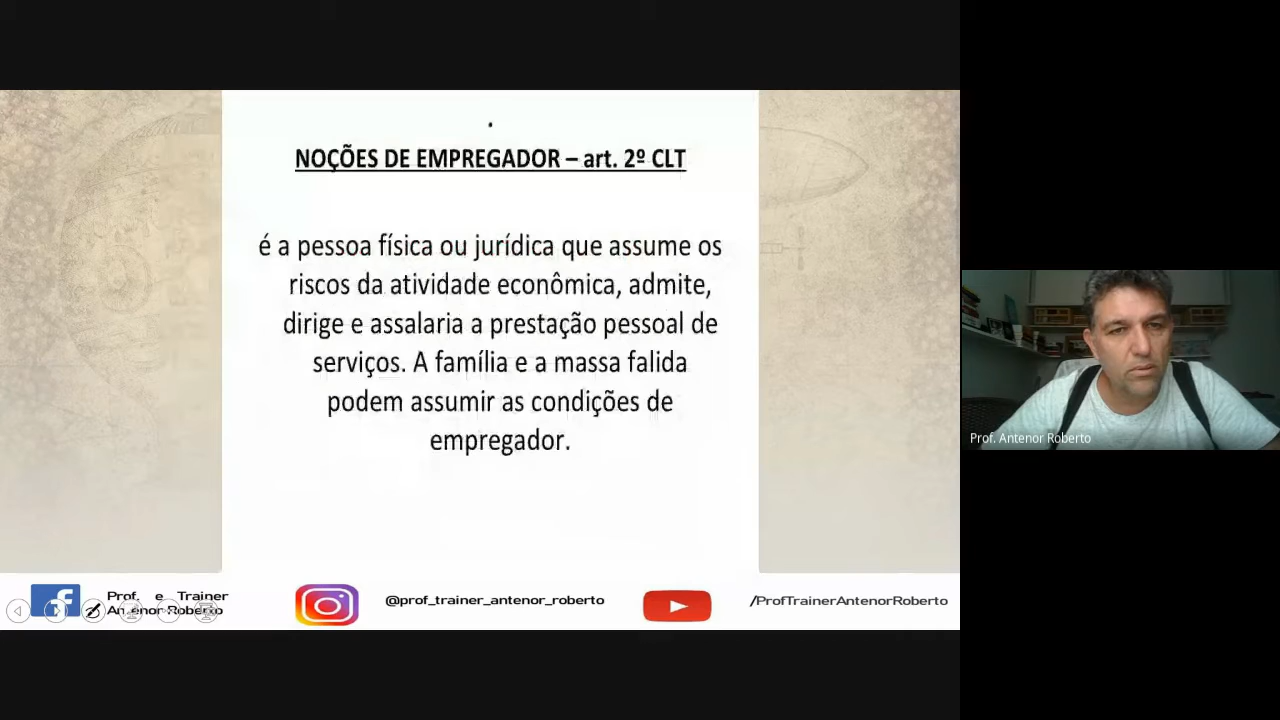 NOÇÕES DE EMPREGADOR – art. 2º CLT
é a pessoa física ou jurídica que assume os
riscos da atividade econômica, admite,
dirige e assalaria a prestação pessoal de
serviços. A família e a massa falida
podem assumir as condições de
empregador.
Prof. e Trainer
Antenor Roberto
@prof_trainer_antenor_roberto
/ProfTrainerAntenorRoberto
Prof. Antenor Roberto